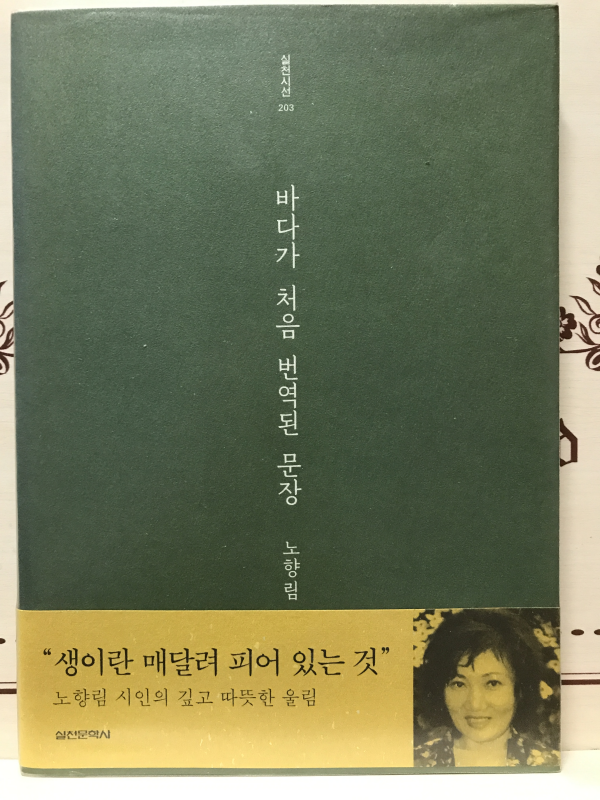 실천시선
203
바다가 처음 번역된 문장
노향림
“생이란 매달려 피어 있는 것”
노향림 시인의 깊고 따뜻한 울림
실천문학사